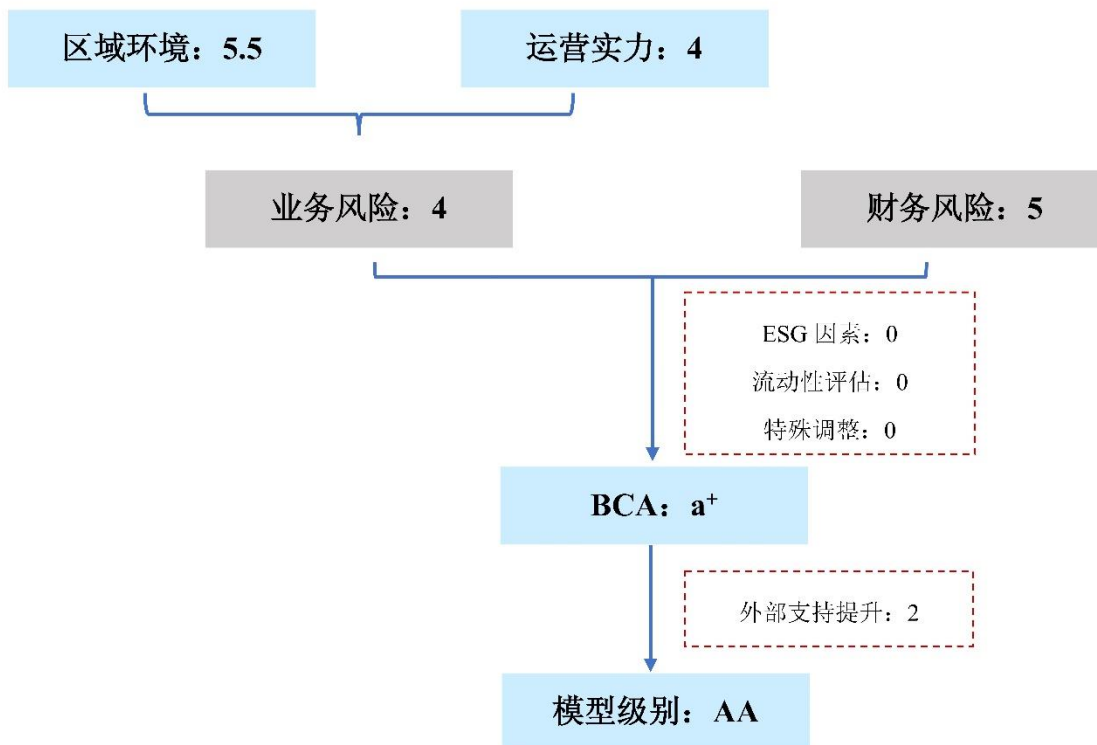 区域环境：5.5
运营实力：4
业务风险：4
财务风险：5
ESG 因素：0
流动性评估：0
特殊调整：0
BCA：a⁺
外部支持提升：2
模型级别：AA